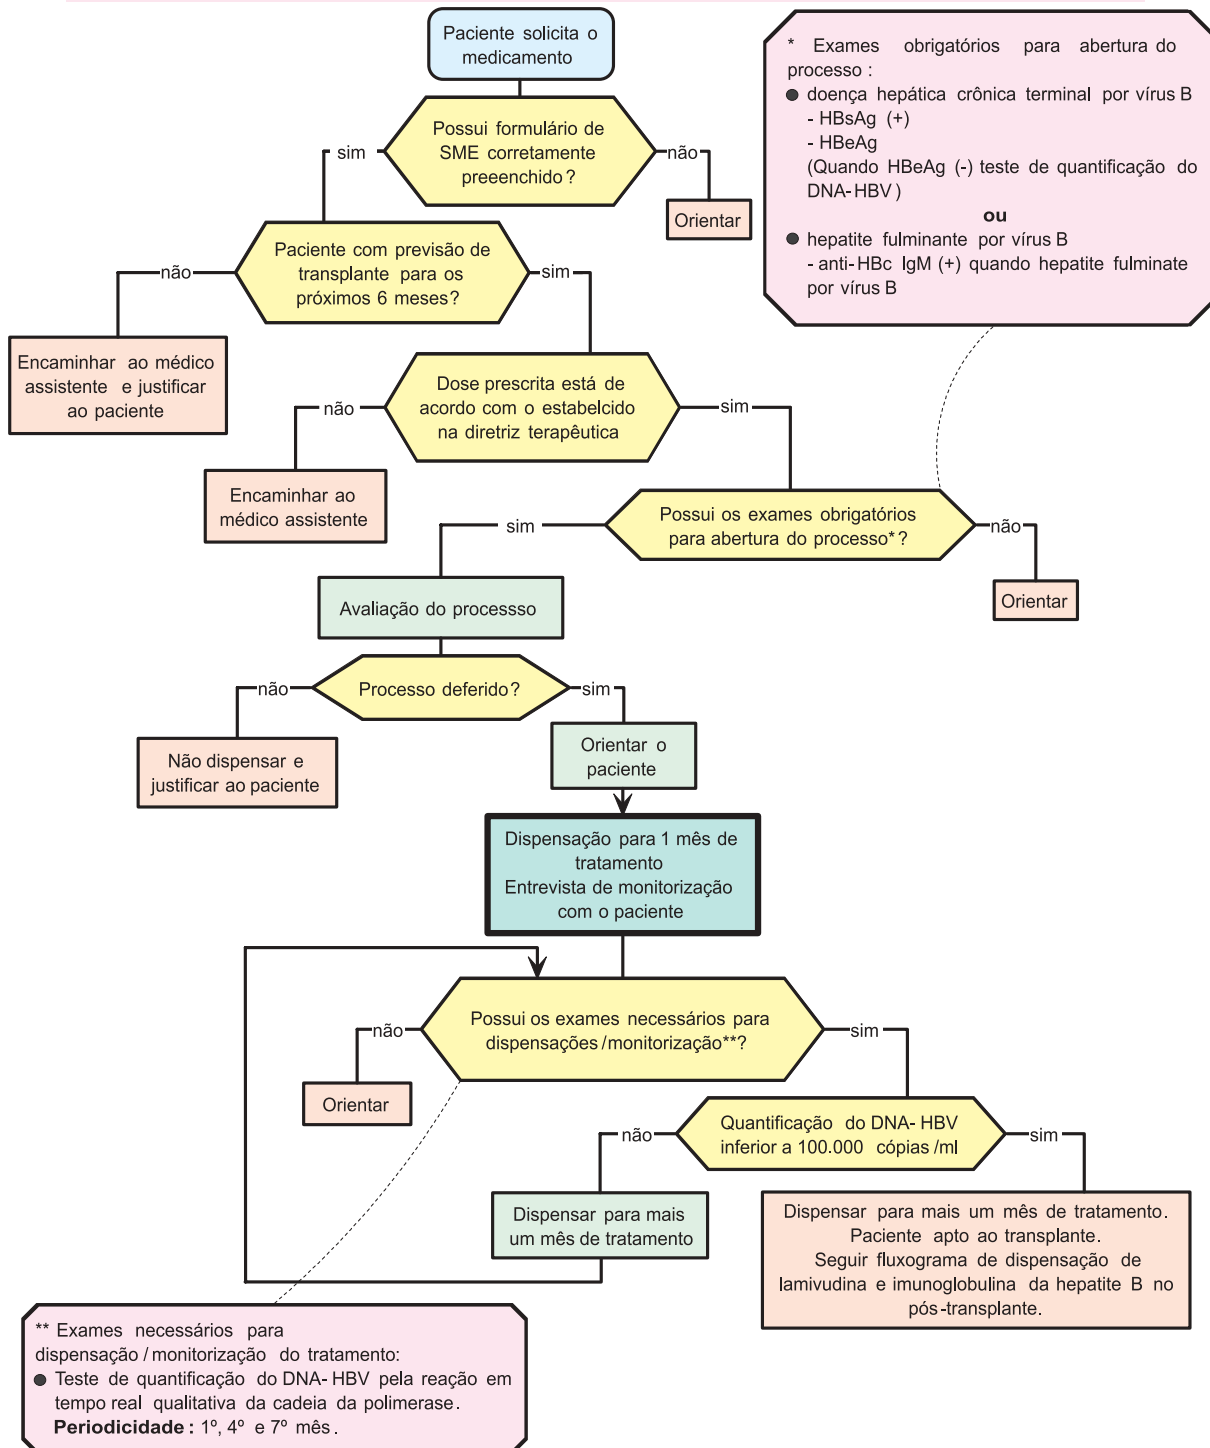 Paciente solicita o
medicamento
* Exames obrigatórios para abertura do
processo :
● doença hepática crônica terminal por vírus B
- HBsAg (+)
- HBeAg
(Quando HBeAg (-) teste de quantificação do
DNA-HBV)
ou
● hepatite fulminante por vírus B
- anti-HBc IgM (+) quando hepatite fulminate
por vírus B
Possui formulário de
SME corretamente
preeenchido ?
sim
não
Orientar
Paciente com previsão de
transplante para os
próximos 6 meses?
não
sim
Encaminhar ao médico
assistente e justificar
ao paciente
Dose prescrita está de
acordo com o estabelcido
na diretriz terapêutica
não
sim
Encaminhar ao
médico assistente
Possui os exames obrigatórios
para abertura do processo* ?
sim
não
Orientar
Avaliação do processso
Processo deferido ?
não
sim
Não dispensar e
justificar ao paciente
Orientar o
paciente
Dispensação para 1 mês de
tratamento
Entrevista de monitorização
com o paciente
Possui os exames necessários para
dispensações /monitorização**?
não
sim
Orientar
Quantificação do DNA- HBV
inferior a 100.000 cópias /ml
não
sim
Dispensar para mais
um mês de tratamento
Dispensar para mais um mês de tratamento.
Paciente apto ao transplante.
Seguir fluxograma de dispensação de
lamivudina e imunoglobulina da hepatite B no
pós-transplante.
** Exames necessários para
dispensação / monitorização do tratamento:
● Teste de quantificação do DNA- HBV pela reação em
tempo real qualitativa da cadeia da polimerase.
Periodicidade : 1º, 4º e 7º mês .